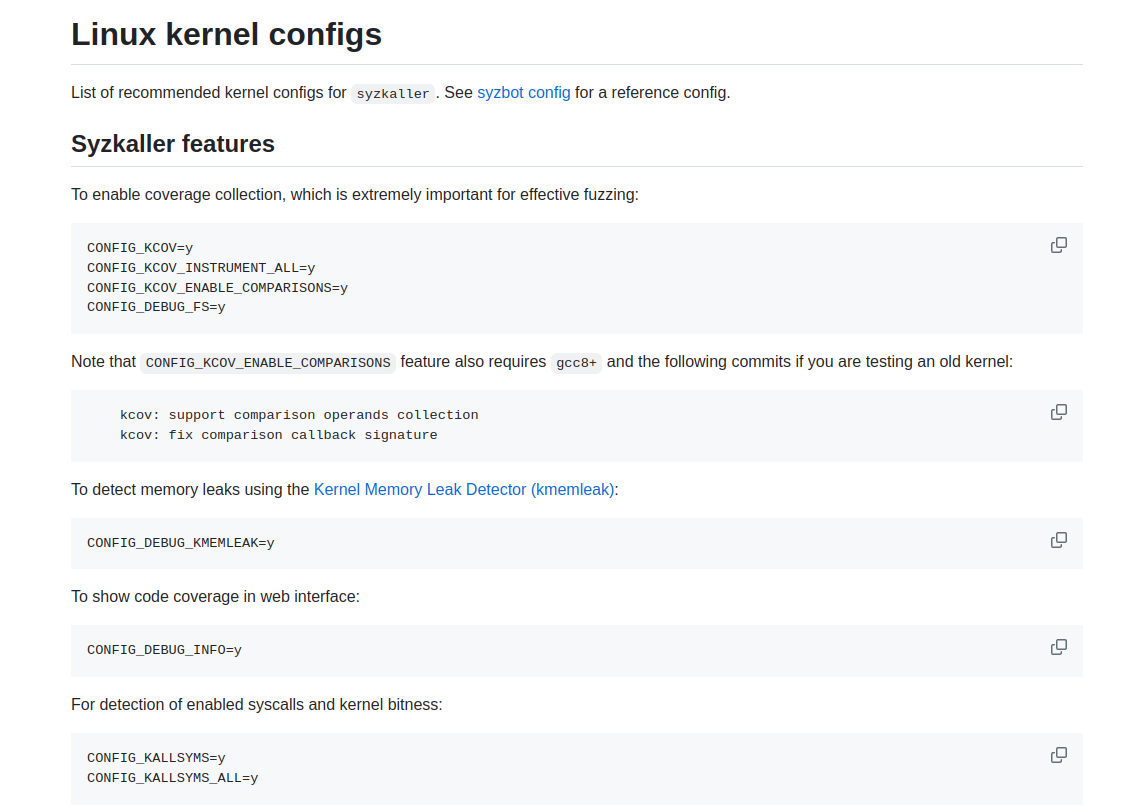 Linux kernel configs
List of recommended kernel configs for syzkaller. See syzbot config for a reference config.
Syzkaller features
To enable coverage collection, which is extremely important for effective fuzzing:
CONFIG_KCOV=y
CONFIG_KCOV_INSTRUMENT_ALL=y
CONFIG_KCOV_ENABLE_COMPARISONS=y
CONFIG_DEBUG_FS=y
Note that CONFIG_KCOV_ENABLE_COMPARISONS feature also requires gcc8+ and the following commits if you are testing an old kernel:
kcov: support comparison operands collection
kcov: fix comparison callback signature
To detect memory leaks using the Kernel Memory Leak Detector (kmemleak):
CONFIG_DEBUG_KMEMLEAK=y
To show code coverage in web interface:
CONFIG_DEBUG_INFO=y
For detection of enabled syscalls and kernel bitness:
CONFIG_KALLSYMS=y
CONFIG_KALLSYMS_ALL=y